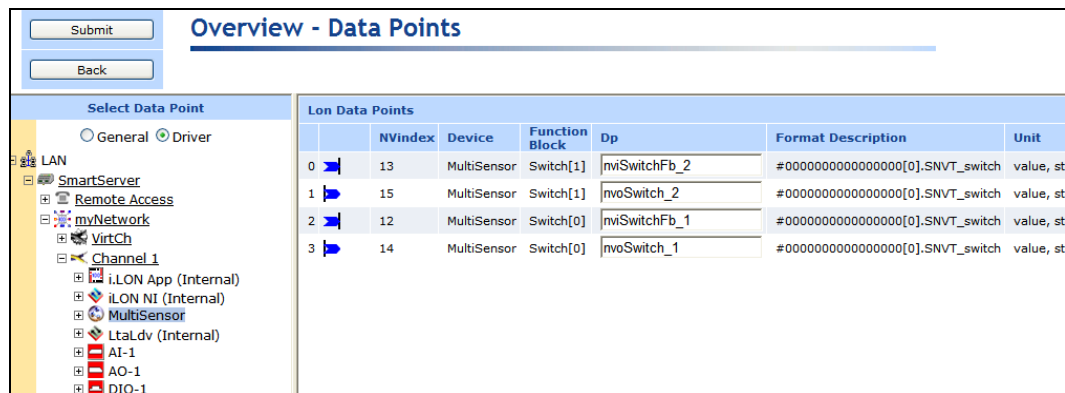 Submit
Overview - Data Points
Back
Select Data Point
General Driver
LAN
SmartServer
Remote Access
myNetwork
VirtCh
Channel 1
i.LON App (Internal)
iLON NI (Internal)
MultiSensor
LtaLdv (Internal)
AI-1
AO-1
DIO-1
Lon Data Points
NVindex Device Function Block Dp Format Description Unit
0 13 MultiSensor Switch[1] nviSwitchFb_2 #0000000000000000[0].SNVT_switch value, st
1 15 MultiSensor Switch[1] nvoSwitch_2 #0000000000000000[0].SNVT_switch value, st
2 12 MultiSensor Switch[0] nviSwitchFb_1 #0000000000000000[0].SNVT_switch value, st
3 14 MultiSensor Switch[0] nvoSwitch_1 #0000000000000000[0].SNVT_switch value, st